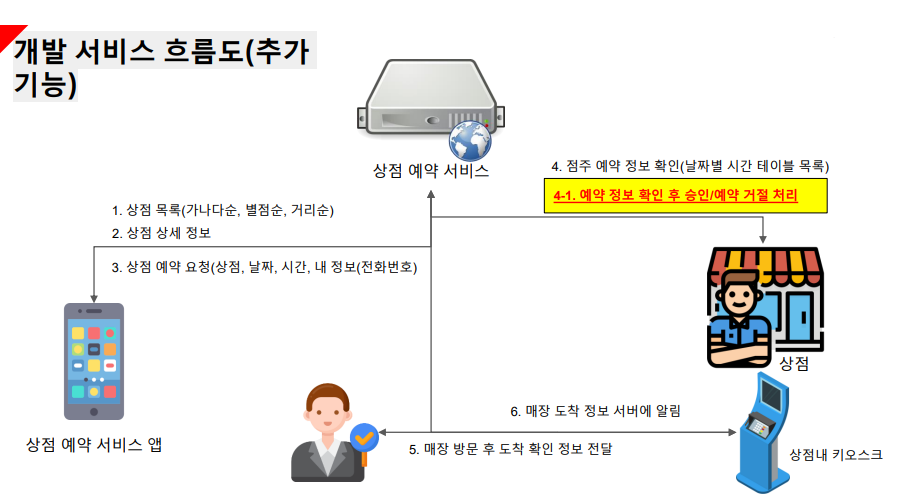 개발 서비스 흐름도(추가
기능)
상점 예약 서비스
4. 점주 예약 정보 확인(날짜별 시간 테이블 목록)
4-1. 예약 정보 확인 후 승인/예약 거절 처리
1. 상점 목록(가나다순, 별점순, 거리순)
2. 상점 상세 정보
3. 상점 예약 요청(상점, 날짜, 시간, 내 정보(전화번호)
상점
상점 예약 서비스 앱
6. 매장 도착 정보 서버에 알림
5. 매장 방문 후 도착 확인 정보 전달
상점내 키오스크